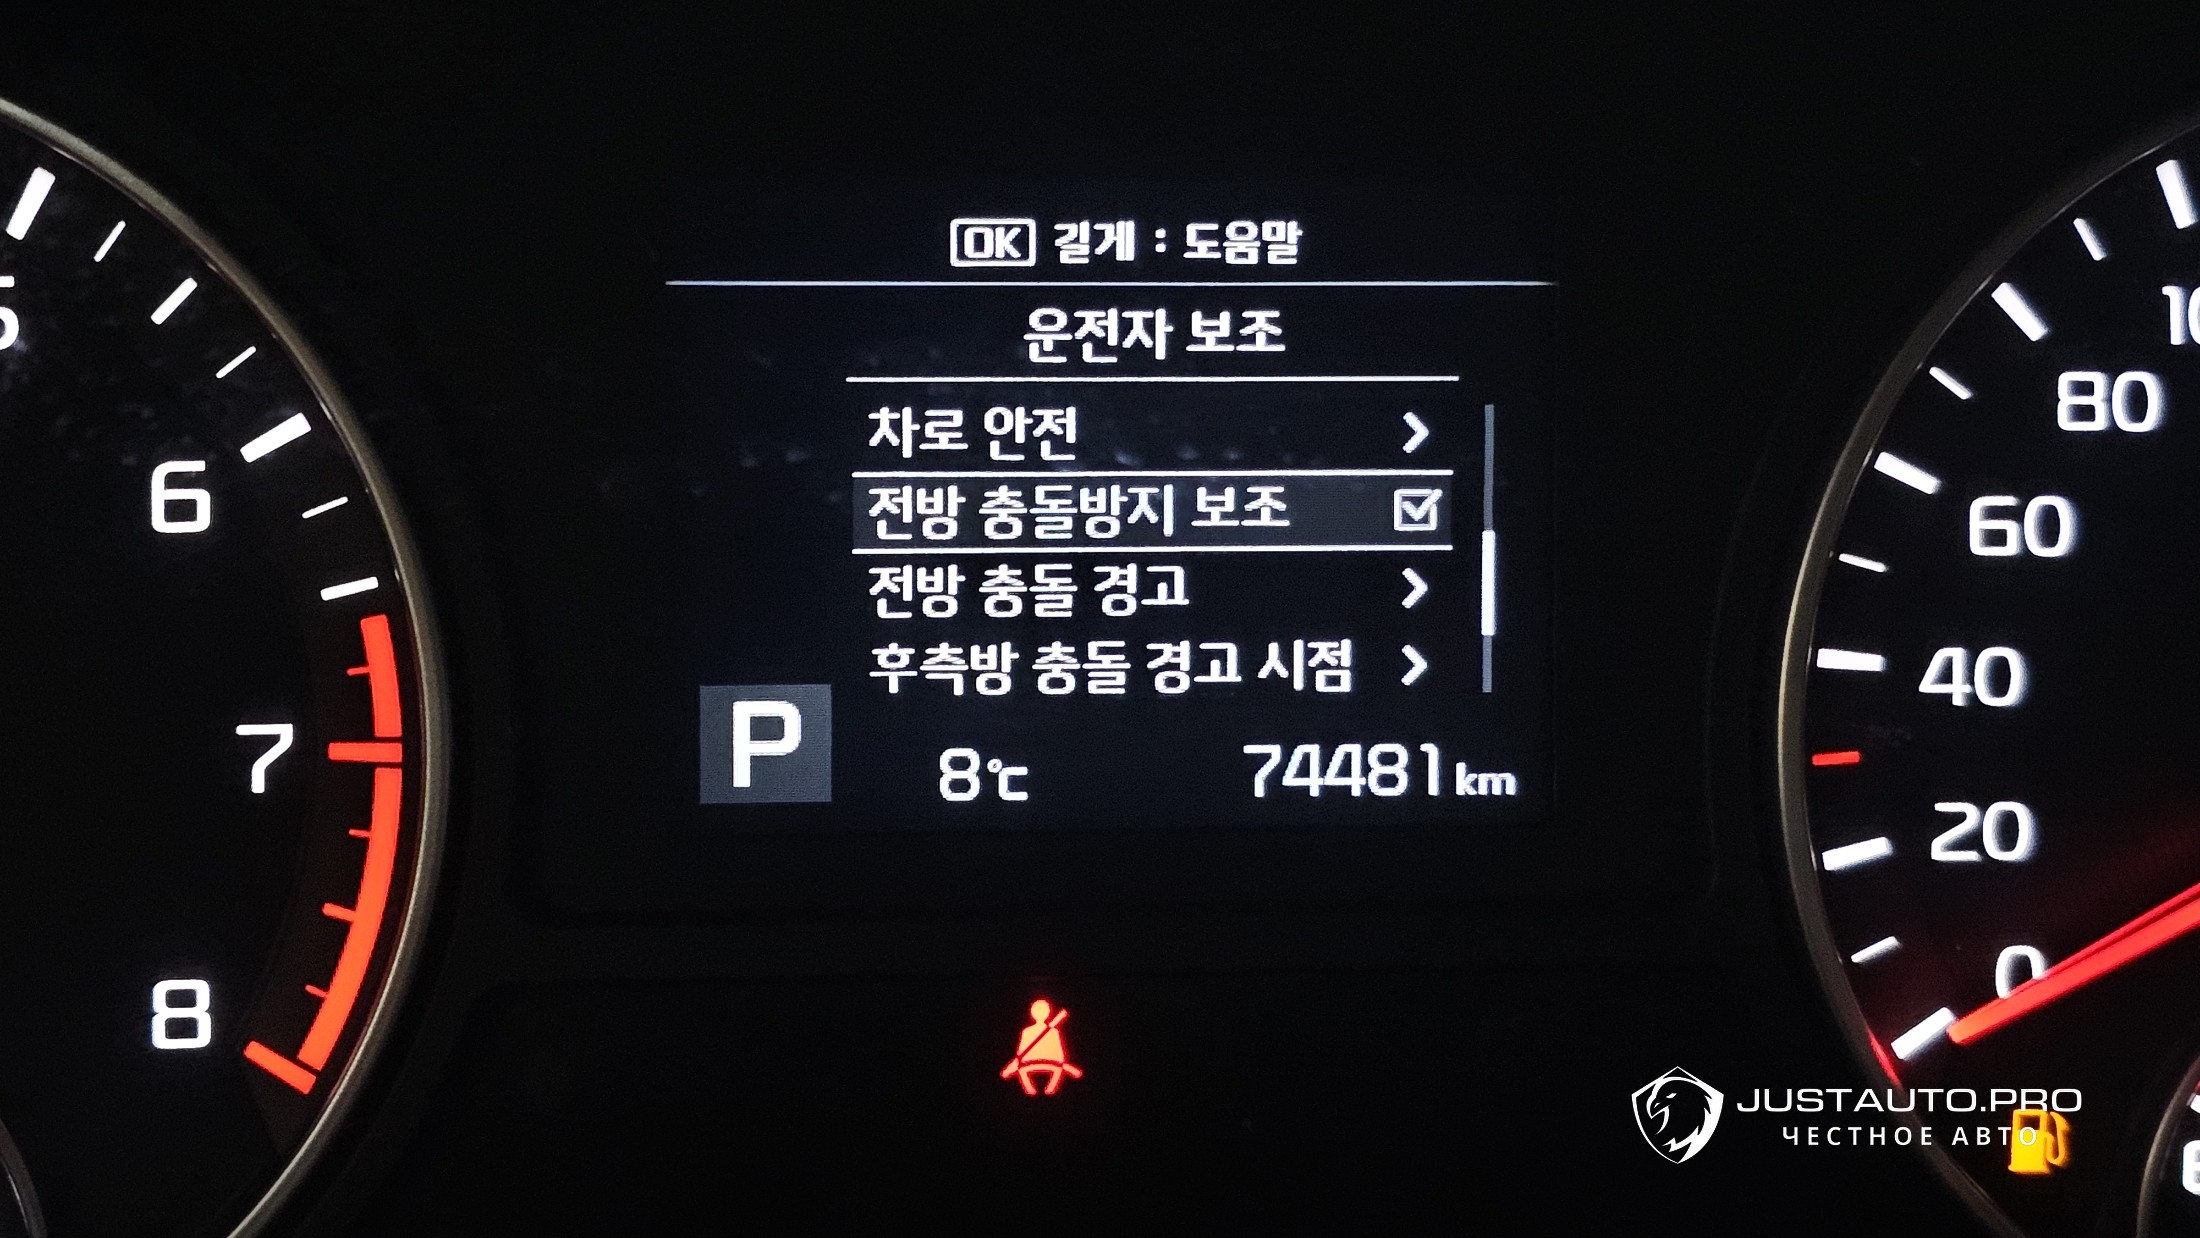 OK 길게 : 도움말
운전자 보조
차로 안전
전방 충돌방지 보조
전방 충돌 경고
후측방 충돌 경고 시점
P 8℃ 74481 km
6
7
8
80
60
40
20
0
JUSTAUTO.PRO
ЧЕСТНОЕ АВТО